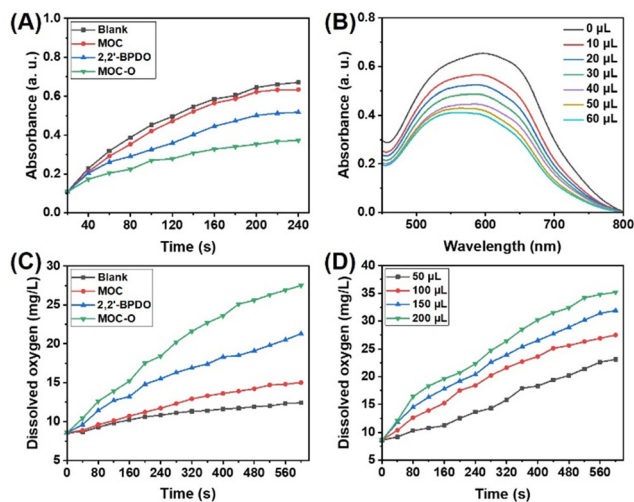 (A)
Blank
MOC
2,2'-BPDO
MOC-O
Absorbance (a. u.)
1.0
0.8
0.6
0.4
0.2
0.0
40 80 120 160 200 240
Time (s)
(B)
0 μL
10 μL
20 μL
30 μL
40 μL
50 μL
60 μL
Absorbance (a. u.)
0.8
0.6
0.4
0.2
0.0
500 600 700 800
Wavelength (nm)
(C)
Blank
MOC
2,2'-BPDO
MOC-O
Dissolved oxygen (mg/L)
30
25
20
15
10
5
0 80 160 240 320 400 480 560
Time (s)
(D)
50 μL
100 μL
150 μL
200 μL
Dissolved oxygen (mg/L)
40
35
30
25
20
15
10
5
0 80 160 240 320 400 480 560
Time (s)